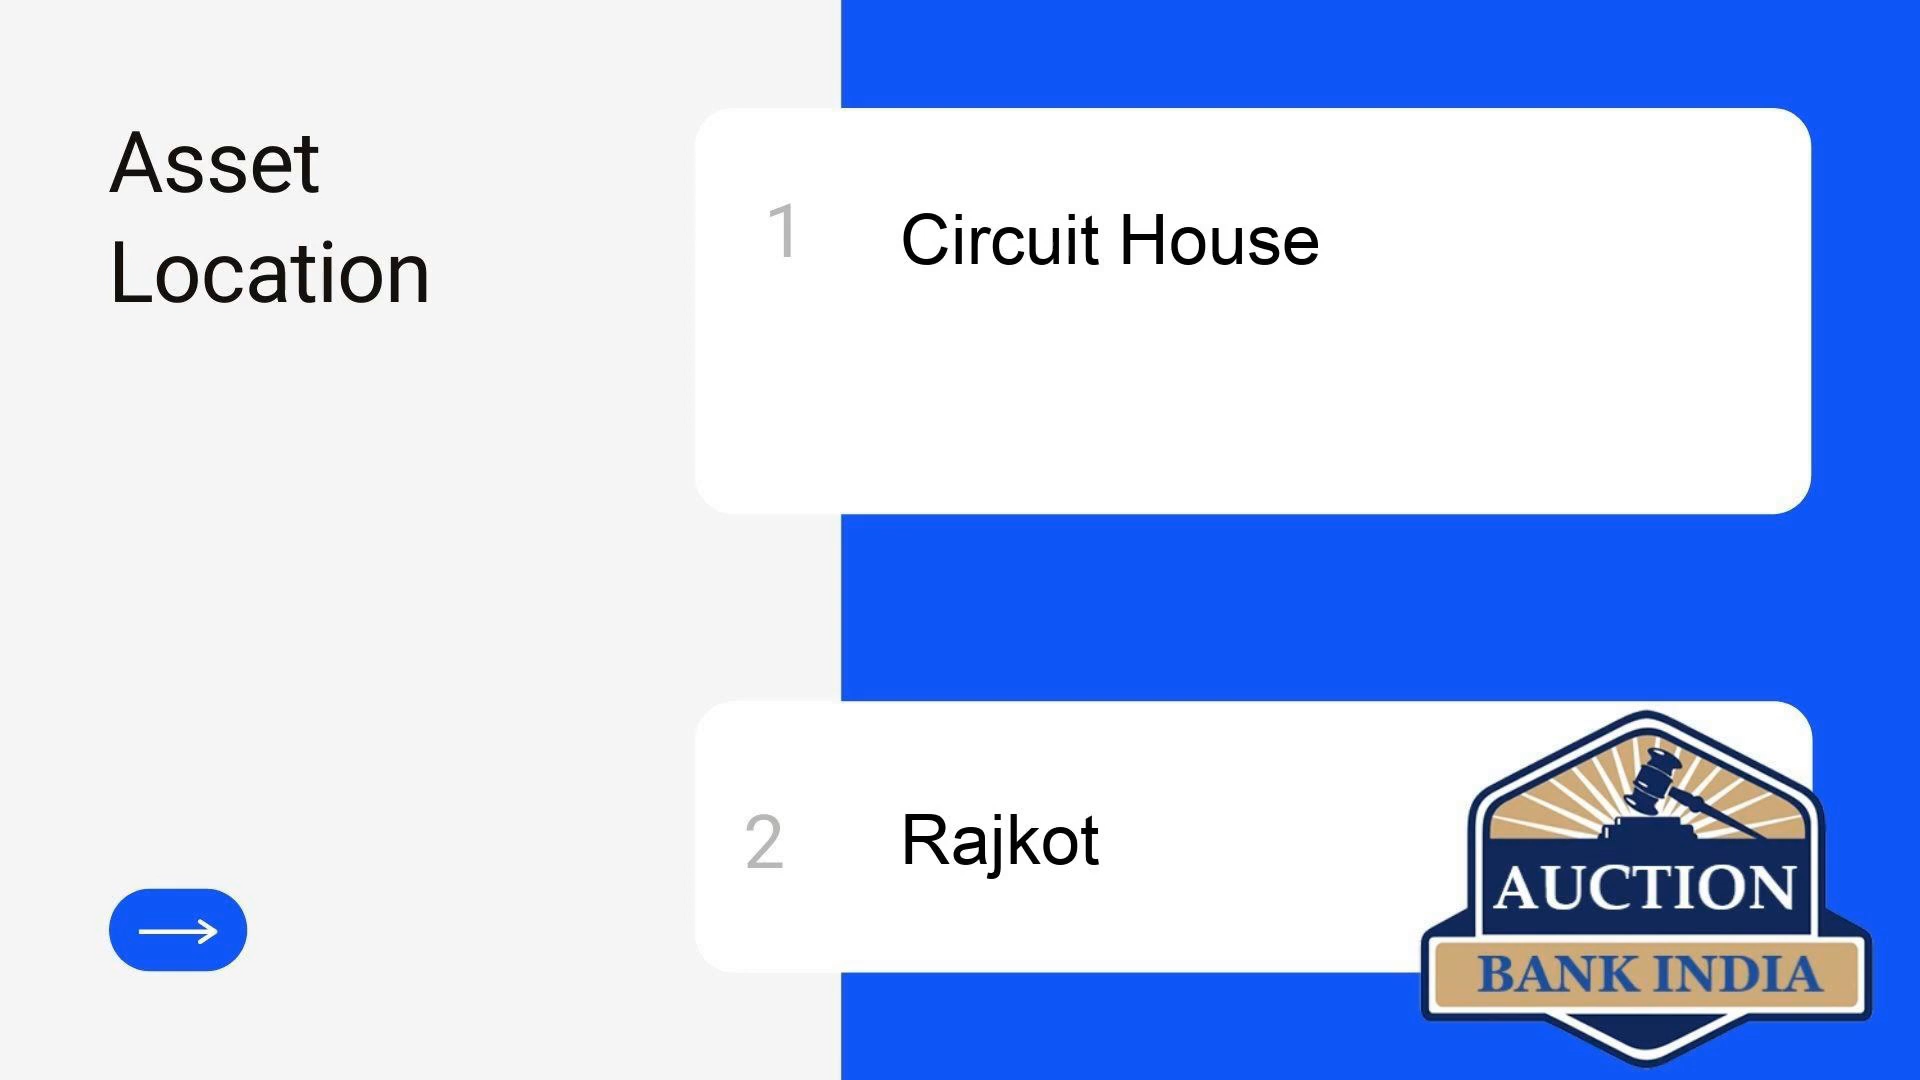 Asset
Location
1
Circuit House
2
Rajkot
AUCTION
BANK INDIA